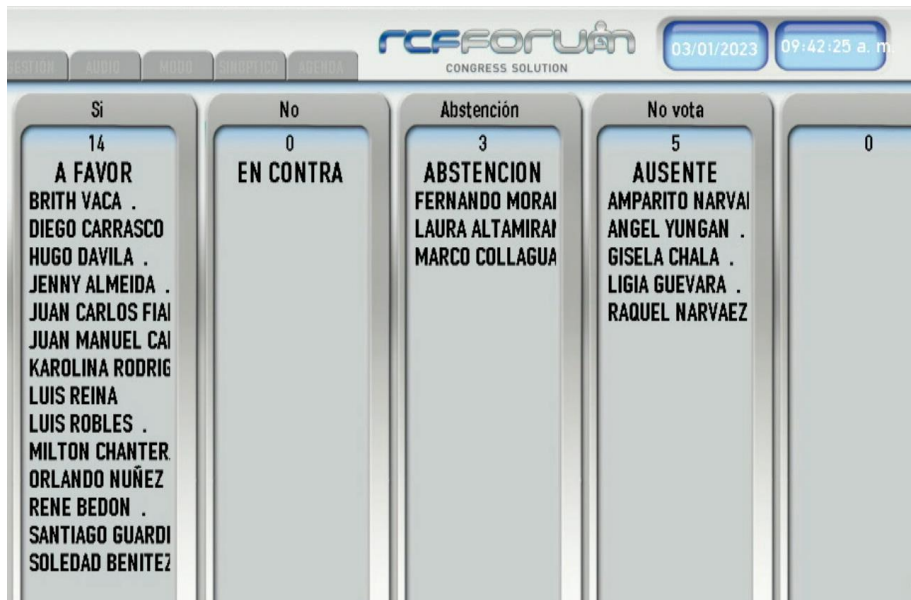 rcf FORUM
CONGRESS SOLUTION
03/01/2023
09:42:25 a. m.
GESTION AUDIO MODO SINOPTICO AGENDA
Si
14
A FAVOR
BRITH VACA .
DIEGO CARRASCO
HUGO DAVILA .
JENNY ALMEIDA .
JUAN CARLOS FIA
JUAN MANUEL CA
KAROLINA RODRIG
LUIS REINA
LUIS ROBLES .
MILTON CHANTER
ORLANDO NUÑEZ
RENE BEDON .
SANTIAGO GUARDI
SOLEDAD BENITEZ
No
0
EN CONTRA
Abstención
3
ABSTENCION
FERNANDO MORA
LAURA ALTAMIRA
MARCO COLLAGUA
No vota
5
AUSENTE
AMPARITO NARVA
ANGEL YUNGAN .
GISELA CHALA .
LIGIA GUEVARA .
RAQUEL NARVAEZ
0